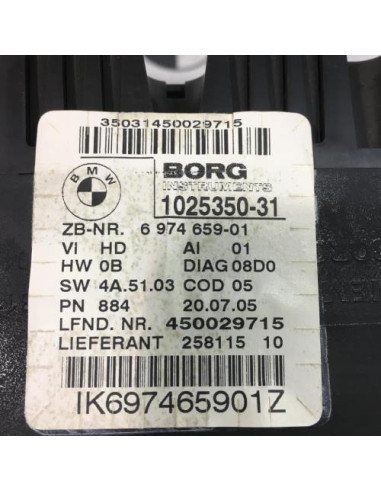 35031450029715
BMW
BORG
INSTRUMENTS
1025350-31
ZB-NR. 6 974 659-01
VI HD AI 01
HW 0B DIAG 08D0
SW 4A.51.03 COD 05
PN 884 20.07.05
LFND. NR. 450029715
LIEFERANT 258115 10
IK697465901Z